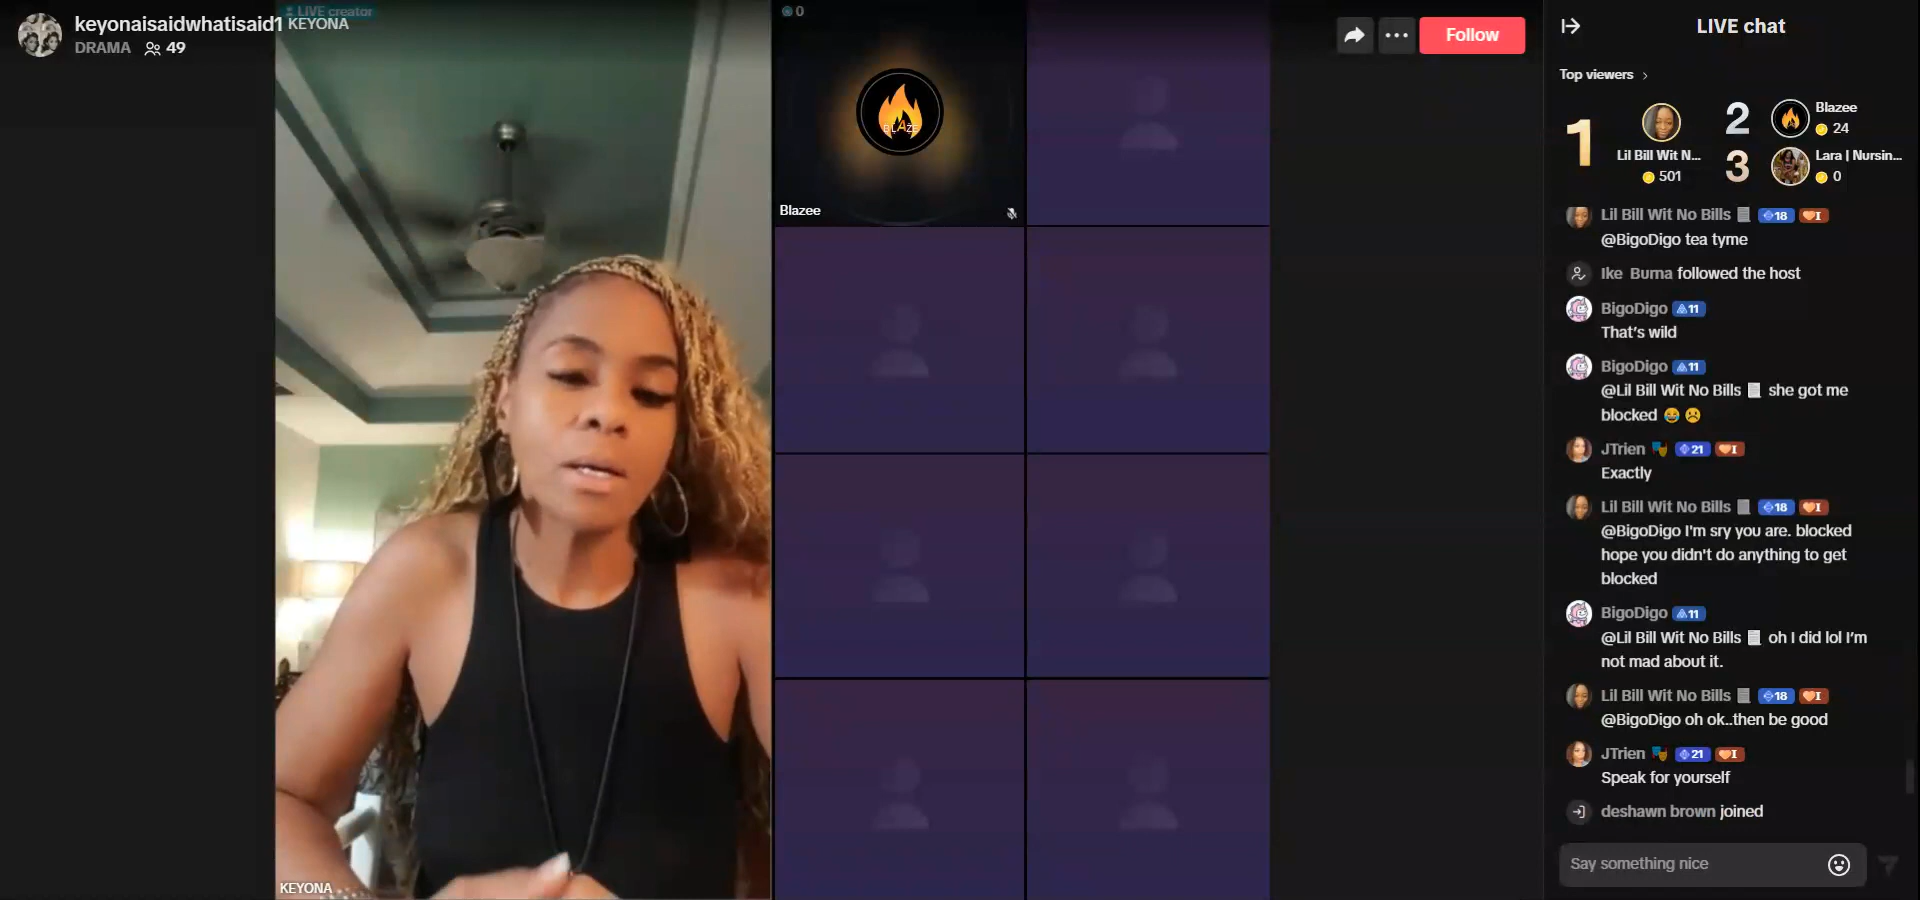 keyonaisaidwhatisaid1
DRAMA 49
LIVE creator
KEYONA
0
BLAZE
Blazee
KEYONA
Follow
LIVE chat
Top viewers
1
Lil Bill Wit N...
501
2
Blazee
24
3
Lara | Nursin...
0
Lil Bill Wit No Bills 18 I
@BigoDigo tea tyme
Ike Burna followed the host
BigoDigo 11
That's wild
BigoDigo 11
@Lil Bill Wit No Bills 🧾 she got me
blocked 😂 ☹️
JTrien 21 I
Exactly
Lil Bill Wit No Bills 18 I
@BigoDigo I'm sry you are. blocked
hope you didn't do anything to get
blocked
BigoDigo 11
@Lil Bill Wit No Bills 🧾 oh I did lol I'm
not mad about it.
Lil Bill Wit No Bills 18 I
@BigoDigo oh ok..then be good
JTrien 21 I
Speak for yourself
deshawn brown joined
Say something nice